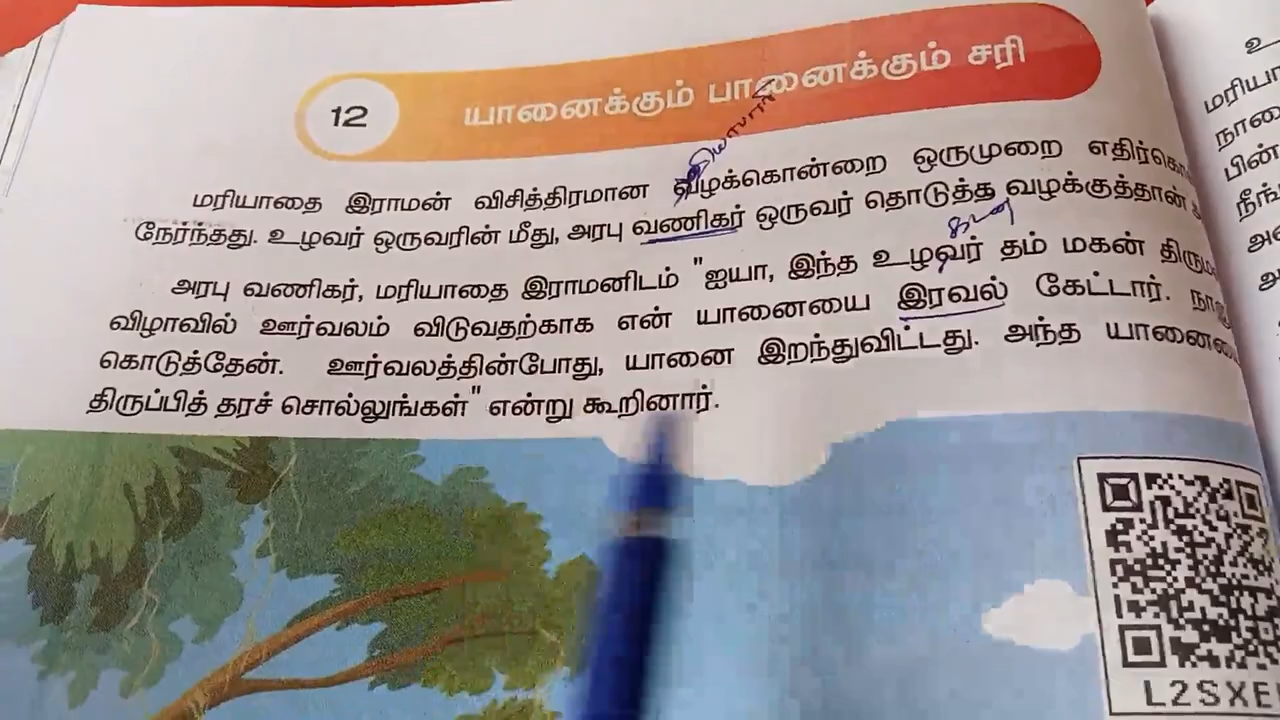 12
யானைக்கும் பானைக்கும் சரி
மரியாதை இராமன் விசித்திரமான வழக்கொன்றை ஒருமுறை
நேர்ந்தது. உழவர் ஒருவரின் மீது, அரபு வணிகர் ஒருவர் தொடுத்த வழக்குத்தான்
கடன்
அரபு வணிகர், மரியாதை இராமனிடம் "ஐயா, இந்த உழவர் தம் மகன்
விழாவில் ஊர்வலம் விடுவதற்காக என் யானையை இரவல் கேட்டார்.
கொடுத்தேன். ஊர்வலத்தின்போது, யானை இறந்துவிட்டது. அந்த
திருப்பித் தரச் சொல்லுங்கள்" என்று கூறினார்.
L2SXE